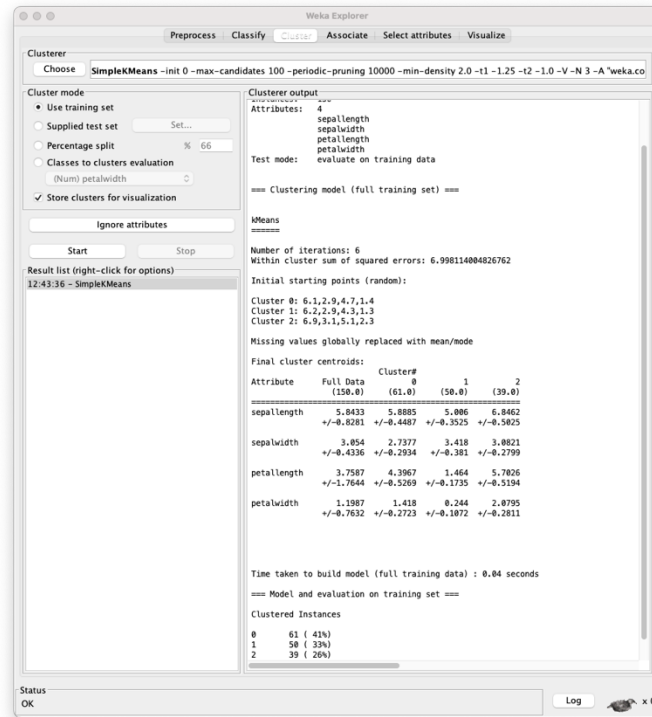 Weka Explorer
Preprocess Classify Cluster Associate Select attributes Visualize
Clusterer
Choose SimpleKMeans -init 0 -max-candidates 100 -periodic-pruning 10000 -min-density 2.0 -t1 -1.25 -t2 -1.0 -V -N 3 -A "weka.co
Cluster mode
Use training set
Supplied test set Set...
Percentage split % 66
Classes to clusters evaluation
(Num) petalwidth
Store clusters for visualization
Ignore attributes
Start Stop
Result list (right-click for options)
12:43:36 - SimpleKMeans
Clusterer output
Instances: 150
Attributes: 4
sepallength
sepalwidth
petallength
petalwidth
Test mode: evaluate on training data
=== Clustering model (full training set) ===
kMeans
======
Number of iterations: 6
Within cluster sum of squared errors: 6.998114004826762
Initial starting points (random):
Cluster 0: 6.1,2.9,4.7,1.4
Cluster 1: 6.2,2.9,4.3,1.3
Cluster 2: 6.9,3.1,5.1,2.3
Missing values globally replaced with mean/mode
Final cluster centroids:
Cluster#
Attribute Full Data 0 1 2
(150.0) (61.0) (50.0) (39.0)
==========================================================
sepallength 5.8433 5.8885 5.006 6.8462
+/-0.8281 +/-0.4487 +/-0.3525 +/-0.5025
sepalwidth 3.054 2.7377 3.418 3.0821
+/-0.4336 +/-0.2934 +/-0.381 +/-0.2799
petallength 3.7587 4.3967 1.464 5.7026
+/-1.7644 +/-0.5269 +/-0.1735 +/-0.5194
petalwidth 1.1987 1.418 0.244 2.0795
+/-0.7632 +/-0.2723 +/-0.1072 +/-0.2811
Time taken to build model (full training data) : 0.04 seconds
=== Model and evaluation on training set ===
Clustered Instances
0 61 ( 41%)
1 50 ( 33%)
2 39 ( 26%)
Status
OK
Log
x 0